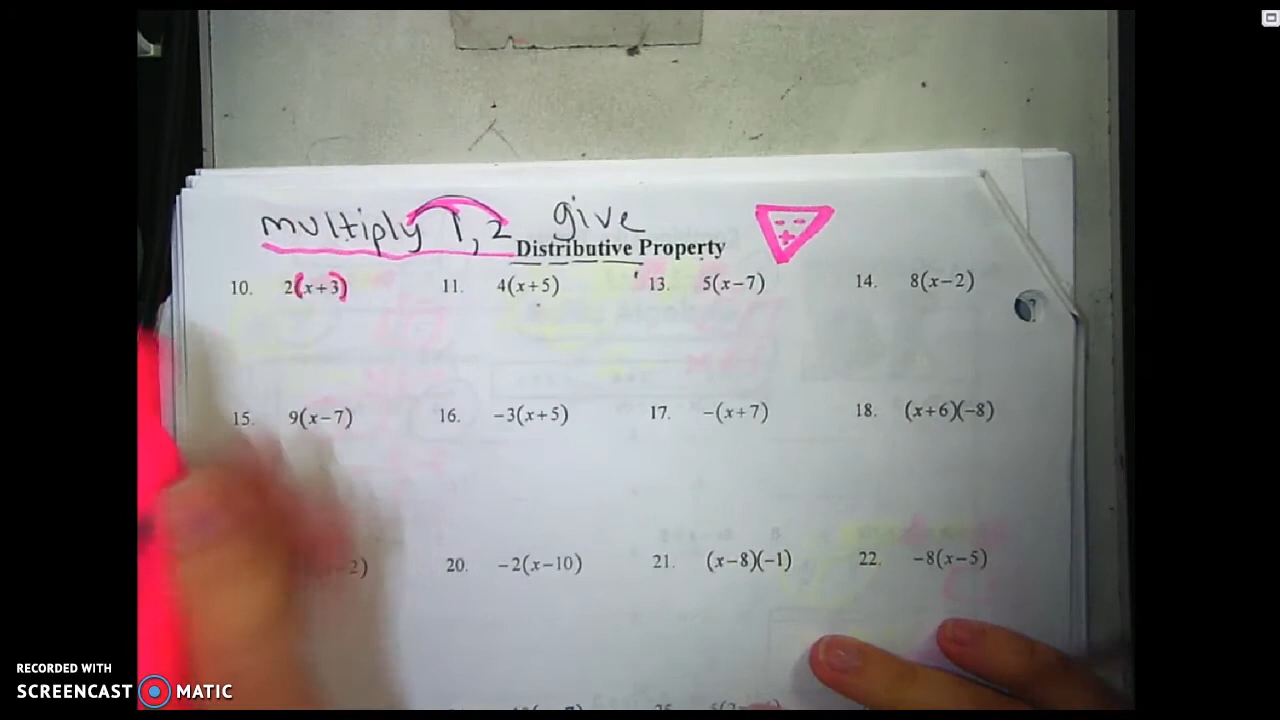 multiply 1, 2 give
Distributive Property
10. 2(x+3) 11. 4(x+5) 13. 5(x−7) 14. 8(x−2)
15. 9(x−7) 16. −3(x+5) 17. −(x+7) 18. (x+6)(−8)
2) 20. −2(x−10) 21. (x−8)(−1) 22. −8(x−5)
RECORDED WITH
SCREENCAST MATIC